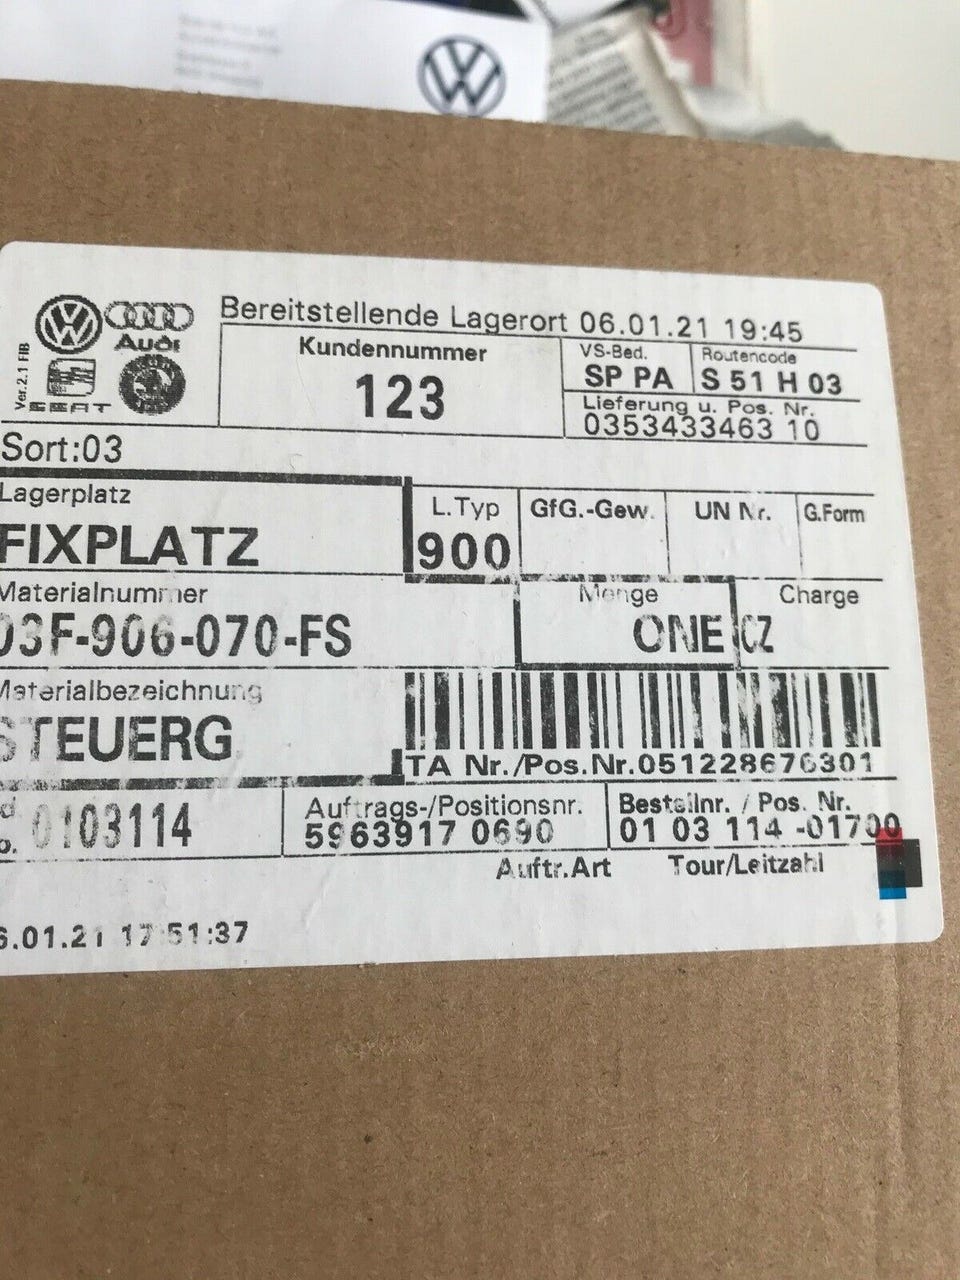 Bereitstellende Lagerort 06.01.21 19:45
Audi
SEAT
Ver.2.1 FIB
Kundennummer
123
VS-Bed.
SP PA
Routencode
S 51 H 03
Lieferung u. Pos. Nr.
0353433463 10
Sort:03
Lagerplatz
FIXPLATZ
L.Typ
900
GfG.-Gew.
UN Nr.
G.Form
Materialnummer
03F-906-070-FS
Menge
ONE
Charge
CZ
Materialbezeichnung
STEUERG
TA Nr./Pos.Nr.051228676301
0103114
Auftrags-/Positionsnr.
59639170690
Bestellnr. / Pos. Nr.
01 03 114 -01700
Auftr.Art
Tour/Leitzahl
6.01.21 17:51:37